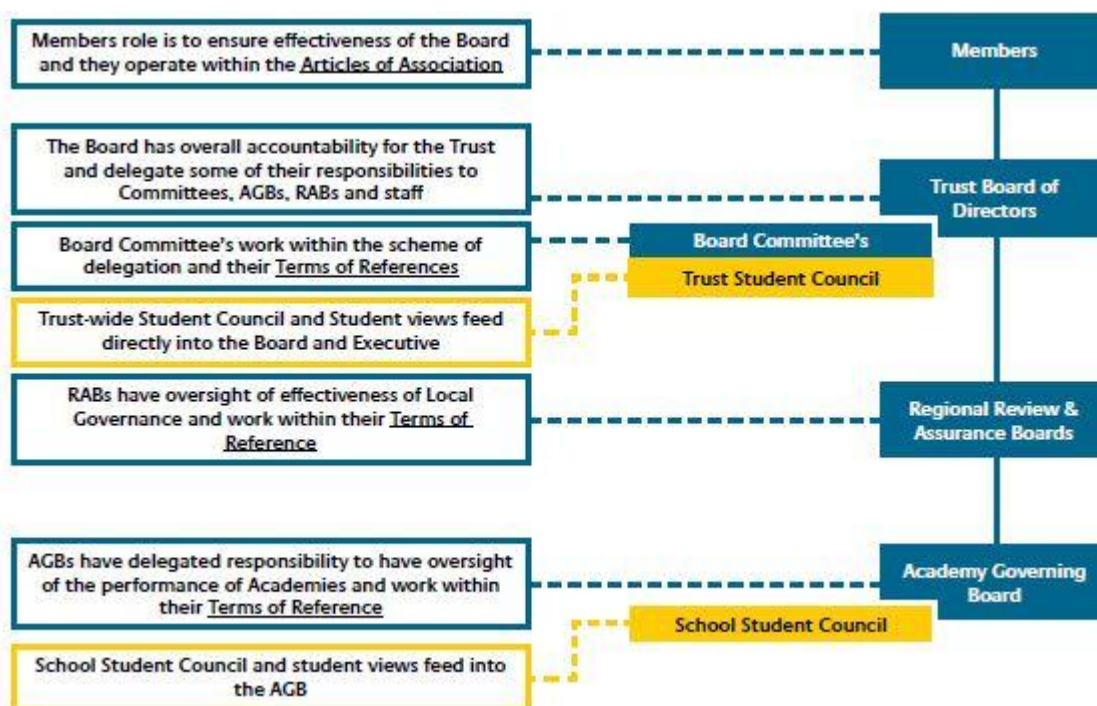 Members role is to ensure effectiveness of the Board
and they operate within the Articles of Association
Members
The Board has overall accountability for the Trust
and delegate some of their responsibilities to
Committees, AGBs, RABs and staff
Trust Board of
Directors
Board Committee's work within the scheme of
delegation and their Terms of References
Board Committee's
Trust Student Council
Trust-wide Student Council and Student views feed
directly into the Board and Executive
RABs have oversight of effectiveness of Local
Governance and work within their Terms of
Reference
Regional Review &
Assurance Boards
AGBs have delegated responsibility to have oversight
of the performance of Academies and work within
their Terms of Reference
Academy Governing
Board
School Student Council
School Student Council and student views feed into
the AGB